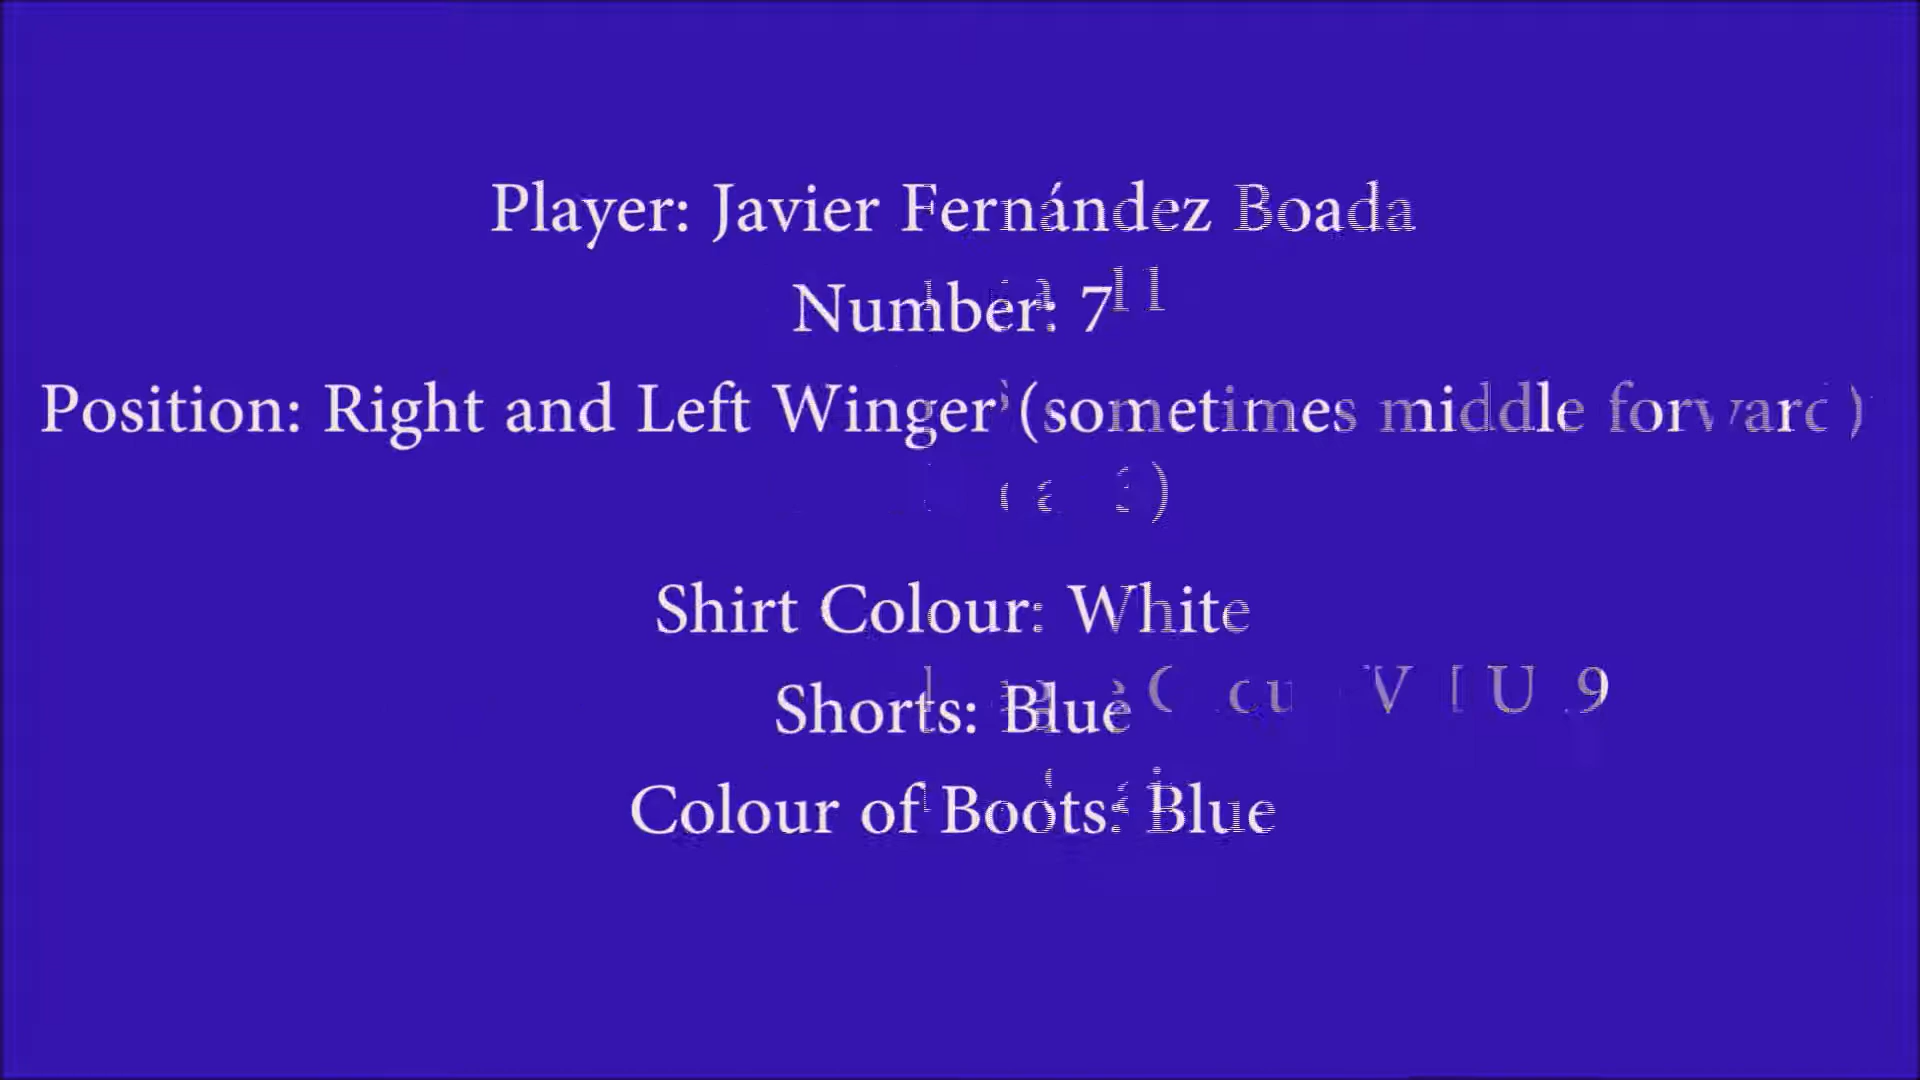 Player: Javier Fernández Boada
Number: 7
Position: Right and Left Winger (sometimes middle forward)
Shirt Colour: White
Shorts: Blue
Colour of Boots: Blue